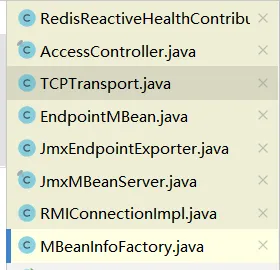 RedisReactiveHealthContribu
AccessController.java
TCPTransport.java
EndpointMBean.java
JmxEndpointExporter.java
JmxMBeanServer.java
RMIConnectionImpl.java
MBeanInfoFactory.java